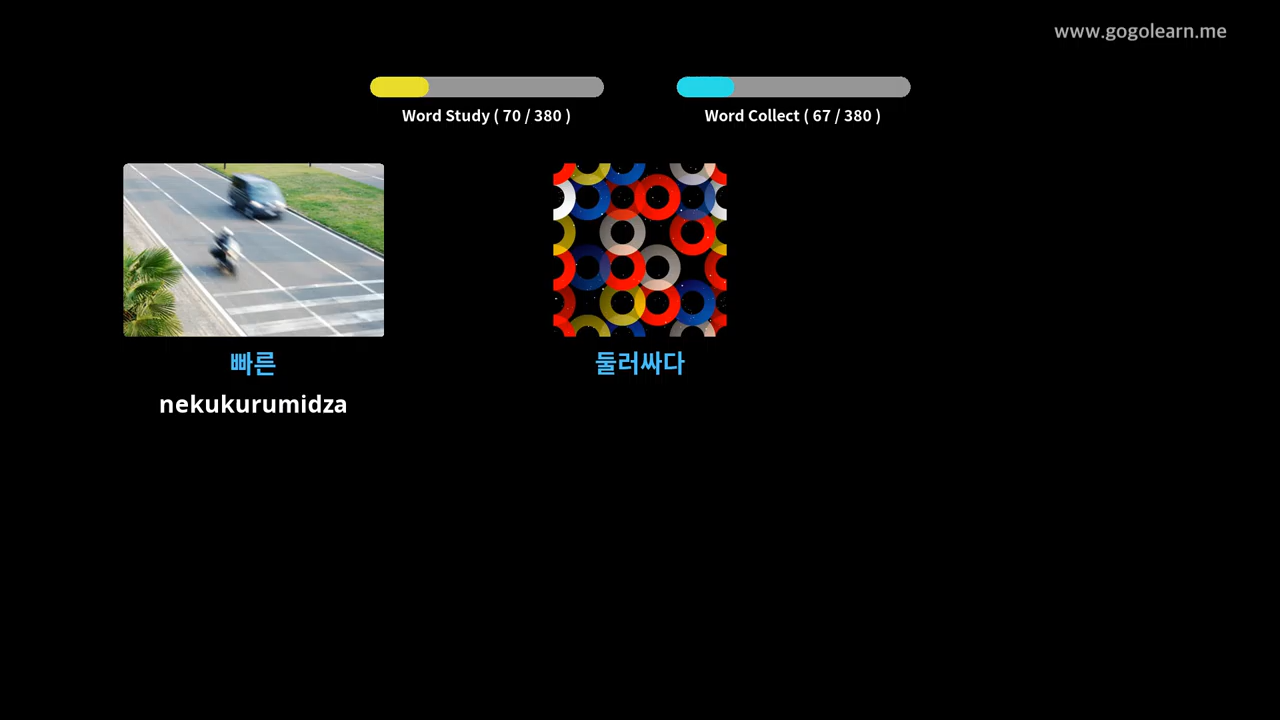 www.gogolearn.me
Word Study ( 70 / 380 )
Word Collect ( 67 / 380 )
빠른
둘러싸다
nekukurumidza